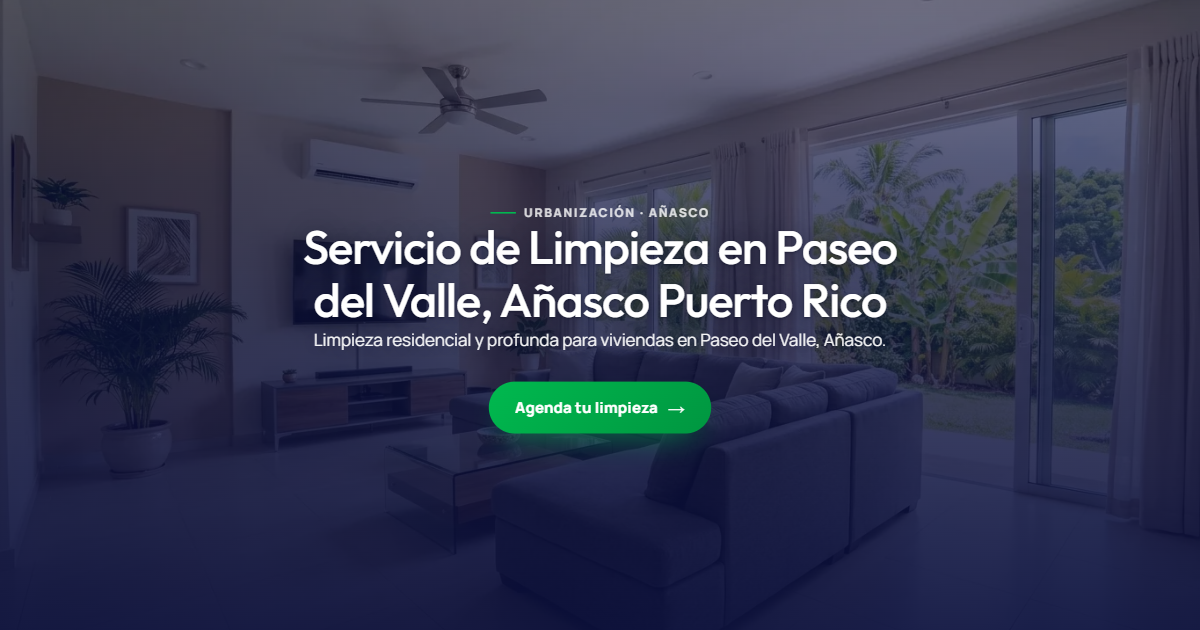 URBANIZACIÓN · AÑASCO
Servicio de Limpieza en Paseo
del Valle, Añasco Puerto Rico
Limpieza residencial y profunda para viviendas en Paseo del Valle, Añasco.
Agenda tu limpieza →